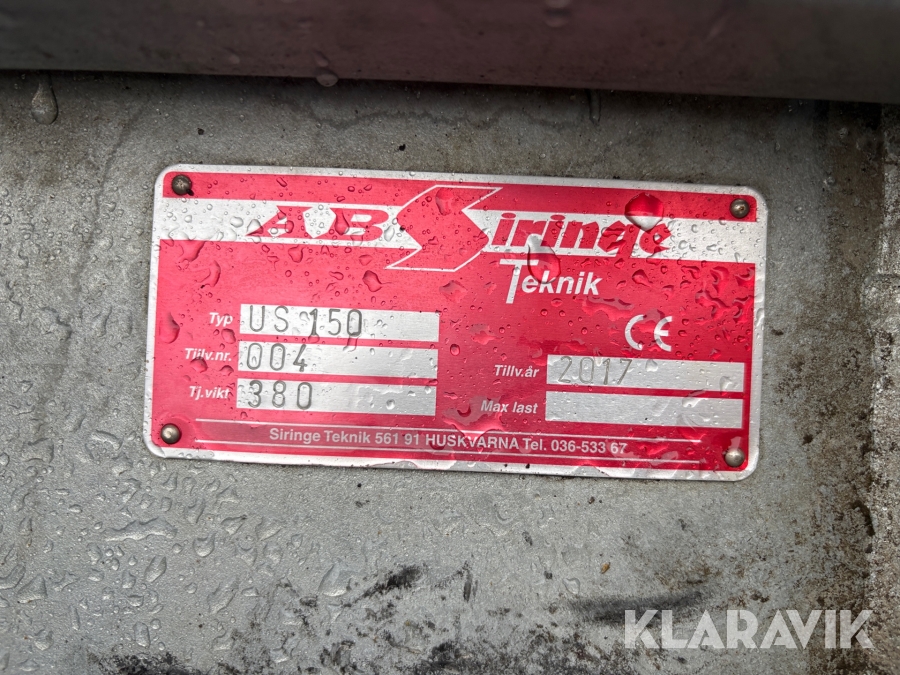 AB Siringe
Teknik
Typ US 150
CE
Tillv.nr. 004
Tillv.år 2017
Tj.vikt 380
Max last
Siringe Teknik 561 91 HUSKVARNA Tel. 036-533 67
KLARAVIK